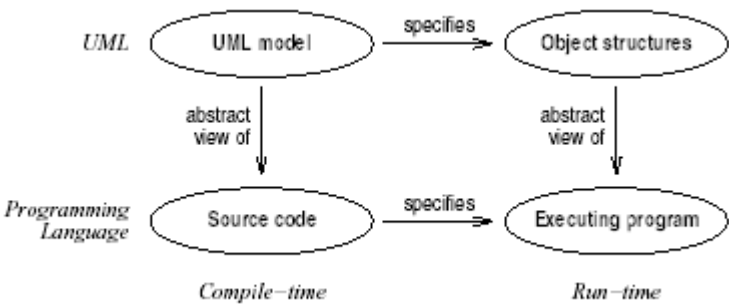 UML
UML model
specifies
Object structures
abstract
view of
abstract
view of
Programming
Language
Source code
specifies
Executing program
Compile-time
Run-time